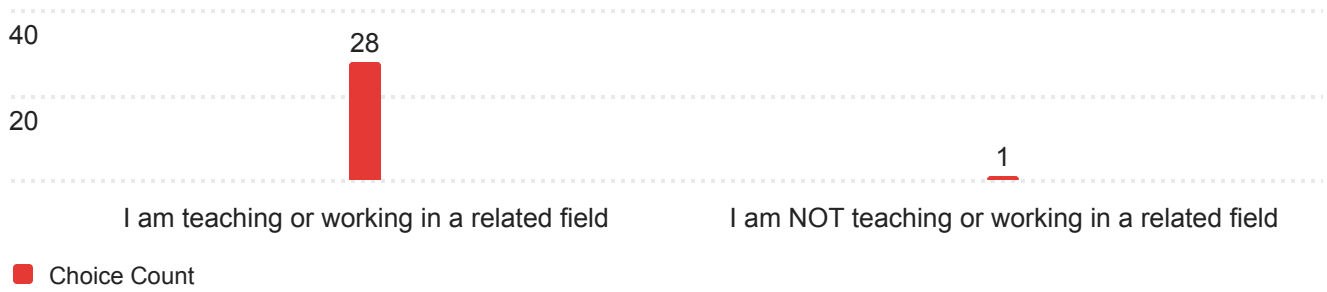 40
28
20
1
I am teaching or working in a related field
I am NOT teaching or working in a related field
Choice Count